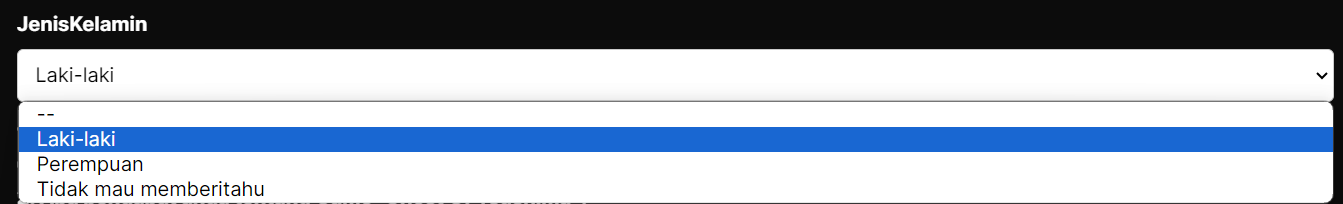 JenisKelamin
Laki-laki
--
Laki-laki
Perempuan
Tidak mau memberitahu